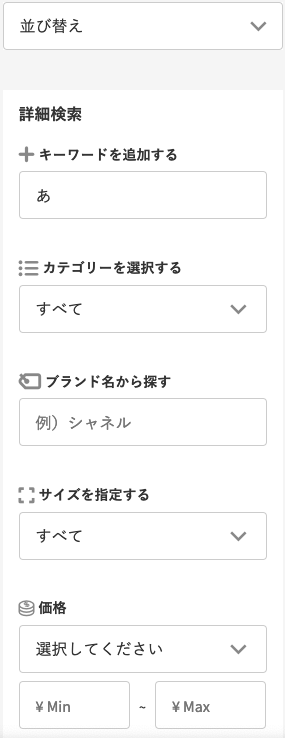 並び替え
詳細検索
キーワードを追加する
あ
カテゴリーを選択する
すべて
ブランド名から探す
例）シャネル
サイズを指定する
すべて
価格
選択してください
¥ Min ~ ¥ Max